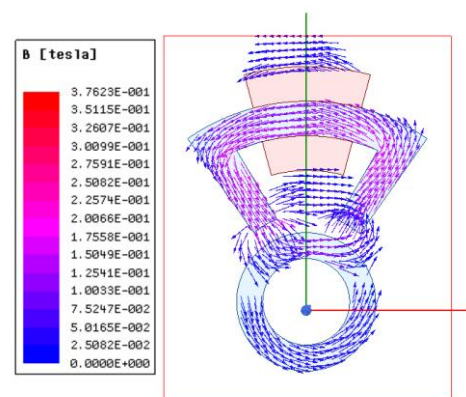 B [tesla]
3.7623E-001
3.5115E-001
3.2607E-001
3.0099E-001
2.7591E-001
2.5082E-001
2.2574E-001
2.0066E-001
1.7558E-001
1.5049E-001
1.2541E-001
1.0033E-001
7.5247E-002
5.0165E-002
2.5082E-002
0.0000E+000